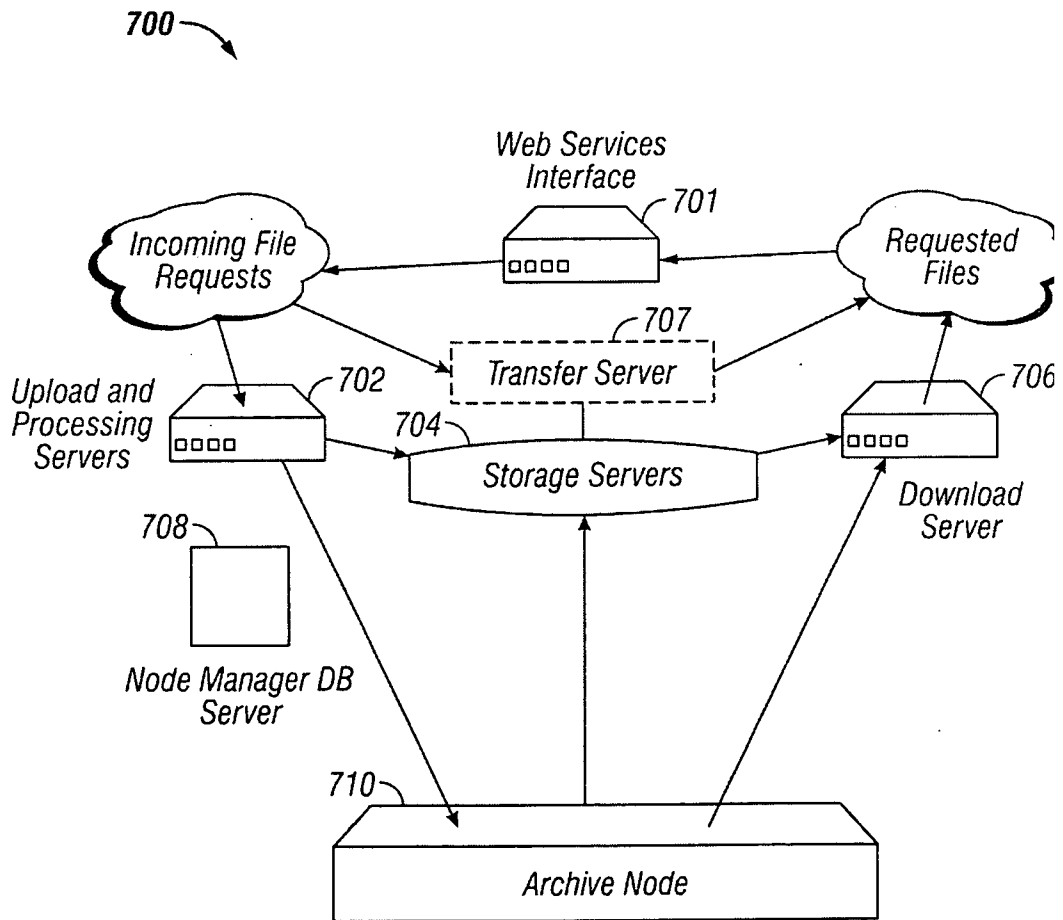 700
Web Services
Interface
701
Incoming File
Requests
Requested
Files
707
Transfer Server
702
Upload and
Processing
Servers
704
Storage Servers
706
Download
Server
708
Node Manager DB
Server
710
Archive Node